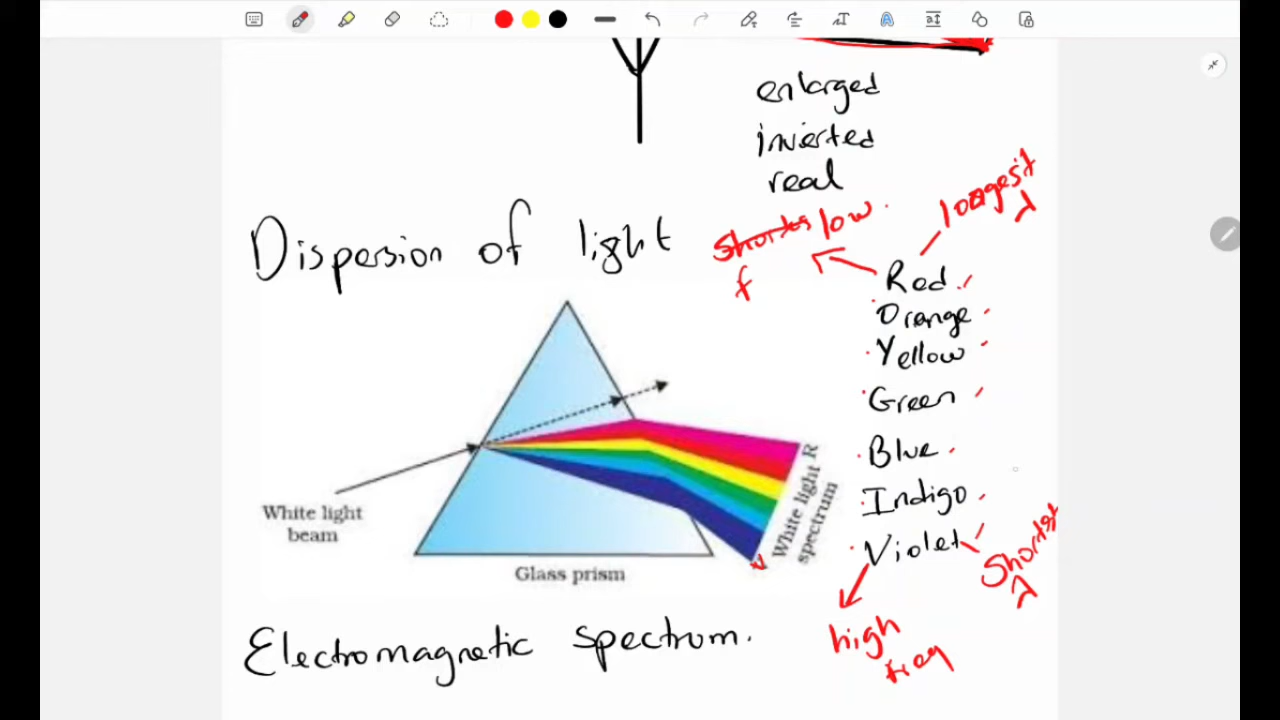 enlarged
inverted
real
Dispersion of light
low
f
longest
λ
Red
Orange
Yellow
Green
Blue
Indigo
Violet
Shortst
λ
high
freq
White light
beam
Glass prism
White light R
spectrum
V
Electromagnetic spectrum.